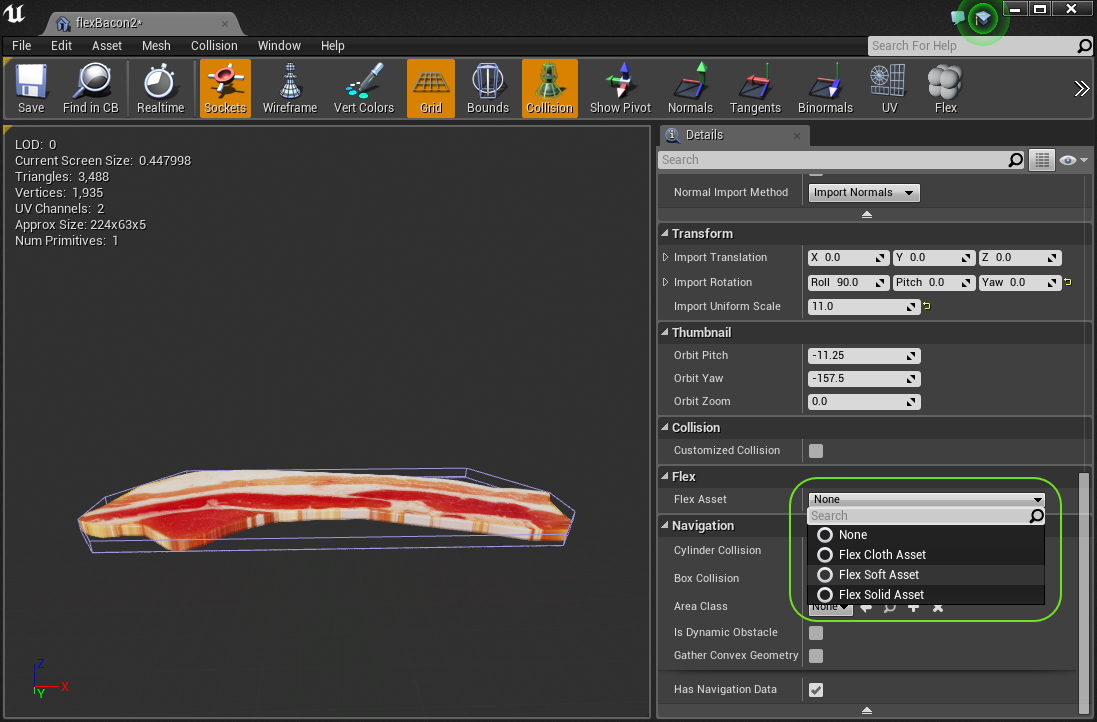 flexBacon2*
File Edit Asset Mesh Collision Window Help
Search For Help
Save Find in CB Realtime Sockets Wireframe Vert Colors Grid Bounds Collision Show Pivot Normals Tangents Binormals UV Flex
LOD: 0
Current Screen Size: 0.447998
Triangles: 3,488
Vertices: 1,935
UV Channels: 2
Approx Size: 224x63x5
Num Primitives: 1
Z
X
Y
Details
Search
Normal Import Method Import Normals
Transform
Import Translation X 0.0 Y 0.0 Z 0.0
Import Rotation Roll 90.0 Pitch 0.0 Yaw 0.0
Import Uniform Scale 11.0
Thumbnail
Orbit Pitch -11.25
Orbit Yaw -157.5
Orbit Zoom 0.0
Collision
Customized Collision
Flex
Flex Asset None
Search
None
Flex Cloth Asset
Flex Soft Asset
Flex Solid Asset
Navigation
Cylinder Collision
Box Collision
Area Class None
Is Dynamic Obstacle
Gather Convex Geometry
Has Navigation Data